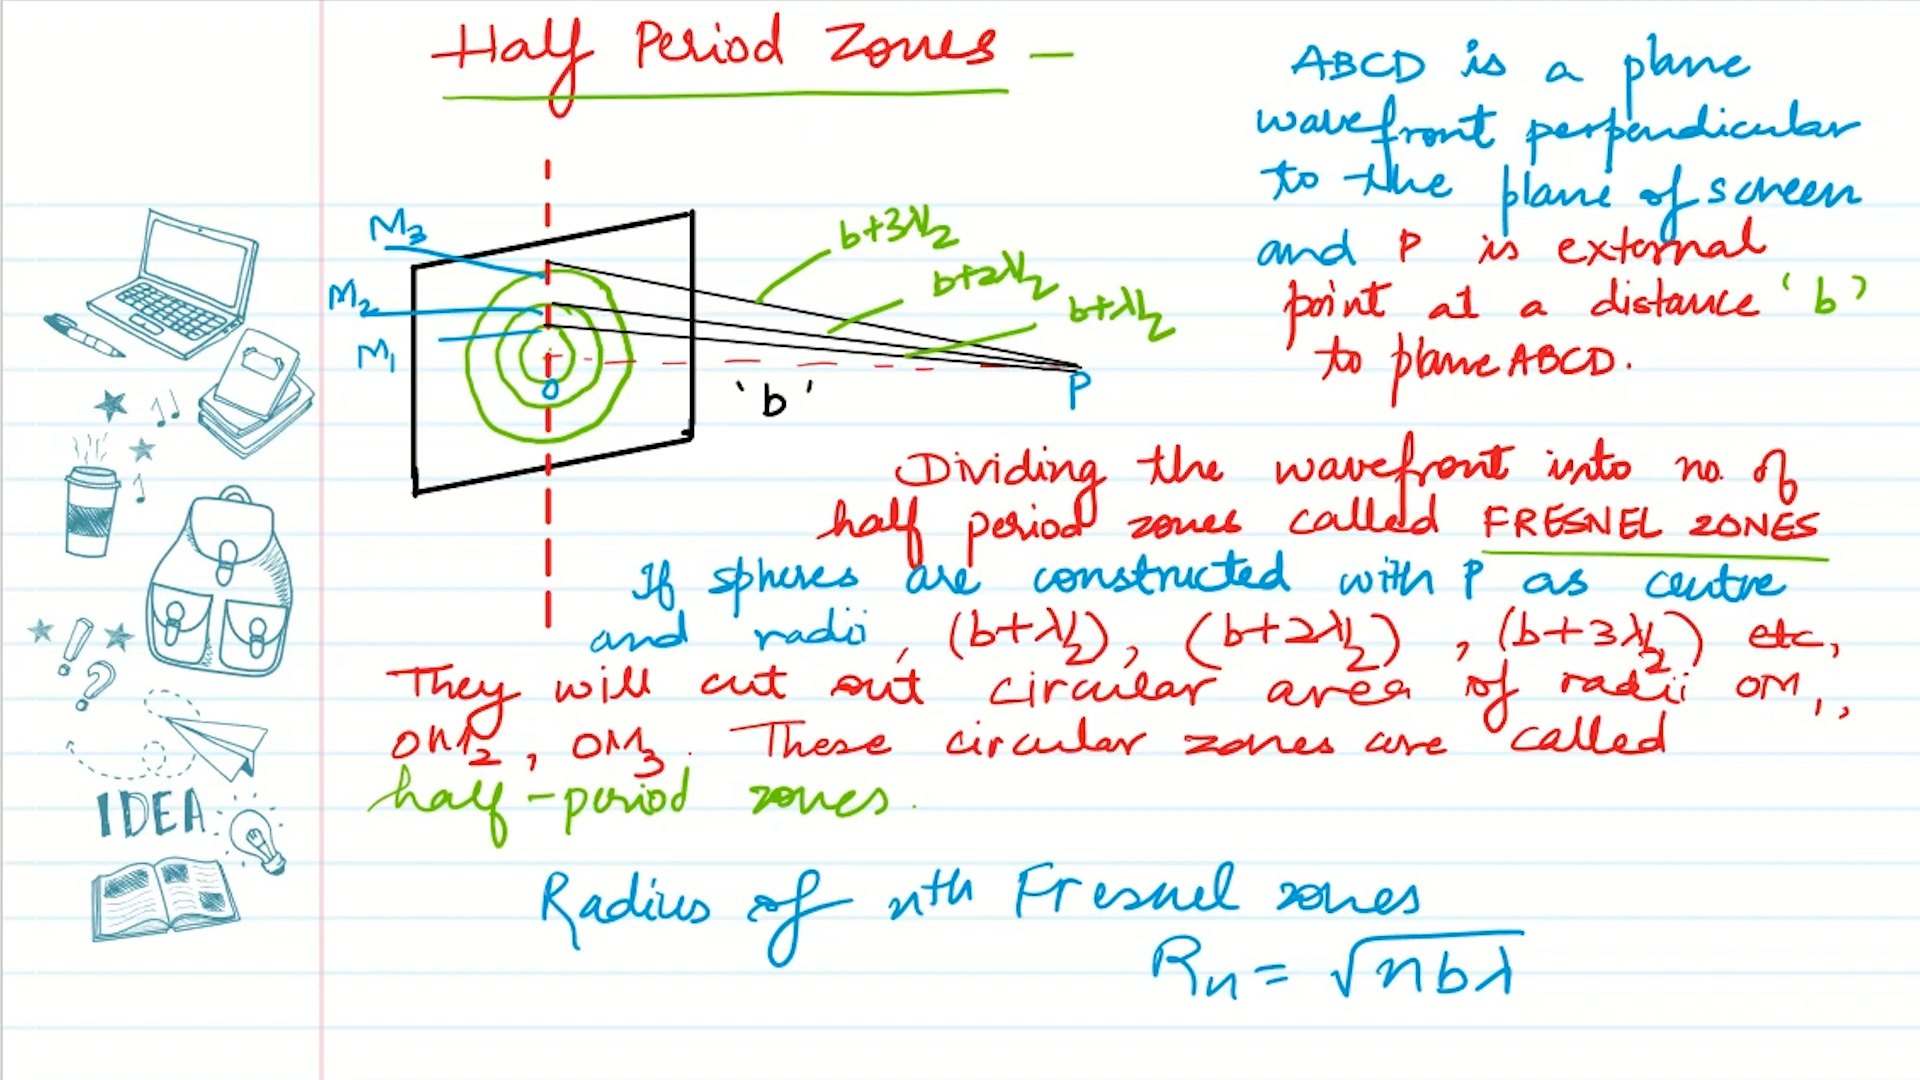 Half Period Zones -
ABCD is a plane
wavefront perpendicular
to the plane of screen
and P is external
point at a distance 'b'
to plane ABCD.
M3
M2
M1
O
b+3λ/2
b+2λ/2
b+λ/2
'b'
P
Dividing the wavefront into no. of
half period zones called FRESNEL ZONES
If spheres are constructed with P as centre
and radii, (b+λ/2), (b+2λ/2), (b+3λ/2) etc,
They will cut out circular area of radii OM1,
OM2, OM3. These circular zones are called
half-period zones.
Radius of nth Fresnel zones
Rn = √nbλ
IDEA